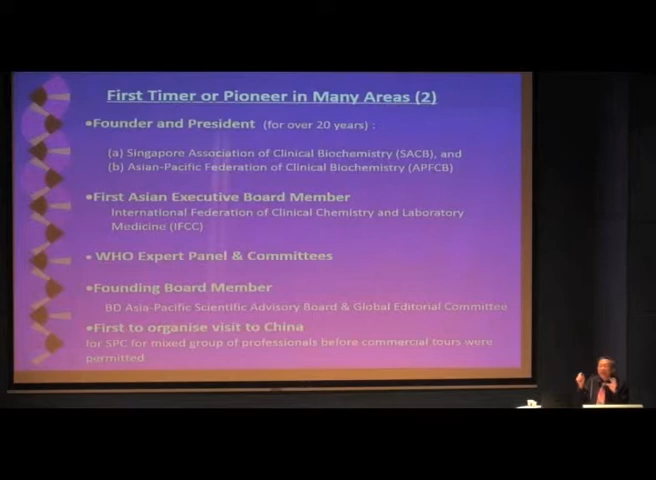 First Timer or Pioneer in Many Areas (2)
•Founder and President (for over 20 years) :
(a) Singapore Association of Clinical Biochemistry (SACB), and
(b) Asian-Pacific Federation of Clinical Biochemistry (APFCB)
•First Asian Executive Board Member
International Federation of Clinical Chemistry and Laboratory
Medicine (IFCC)
• WHO Expert Panel & Committees
•Founding Board Member
BD Asia-Pacific Scientific Advisory Board & Global Editorial Committee
•First to organise visit to China
for SPC for mixed group of professionals before commercial tours were
permitted